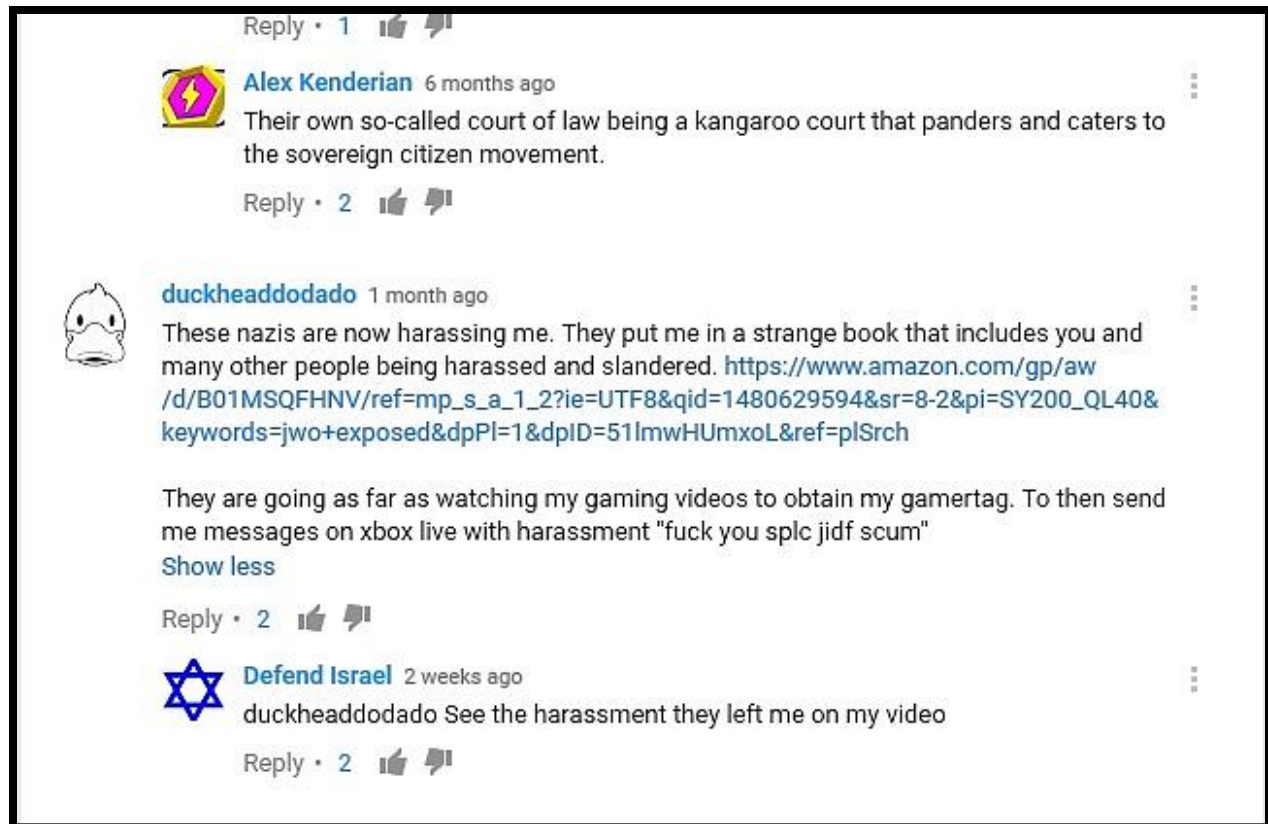 Reply • 1
Alex Kenderian 6 months ago
Their own so-called court of law being a kangaroo court that panders and caters to
the sovereign citizen movement.
Reply • 2
duckheaddodado 1 month ago
These nazis are now harassing me. They put me in a strange book that includes you and
many other people being harassed and slandered. https://www.amazon.com/gp/aw
/d/B01MSQFHNV/ref=mp_s_a_1_2?ie=UTF8&qid=1480629594&sr=8-2&pi=SY200_QL40&
keywords=jwo+exposed&dpPl=1&dpID=51lmwHUmxoL&ref=plSrch
They are going as far as watching my gaming videos to obtain my gamertag. To then send
me messages on xbox live with harassment "fuck you splc jidf scum"
Show less
Reply • 2
Defend Israel 2 weeks ago
duckheaddodado See the harassment they left me on my video
Reply • 2